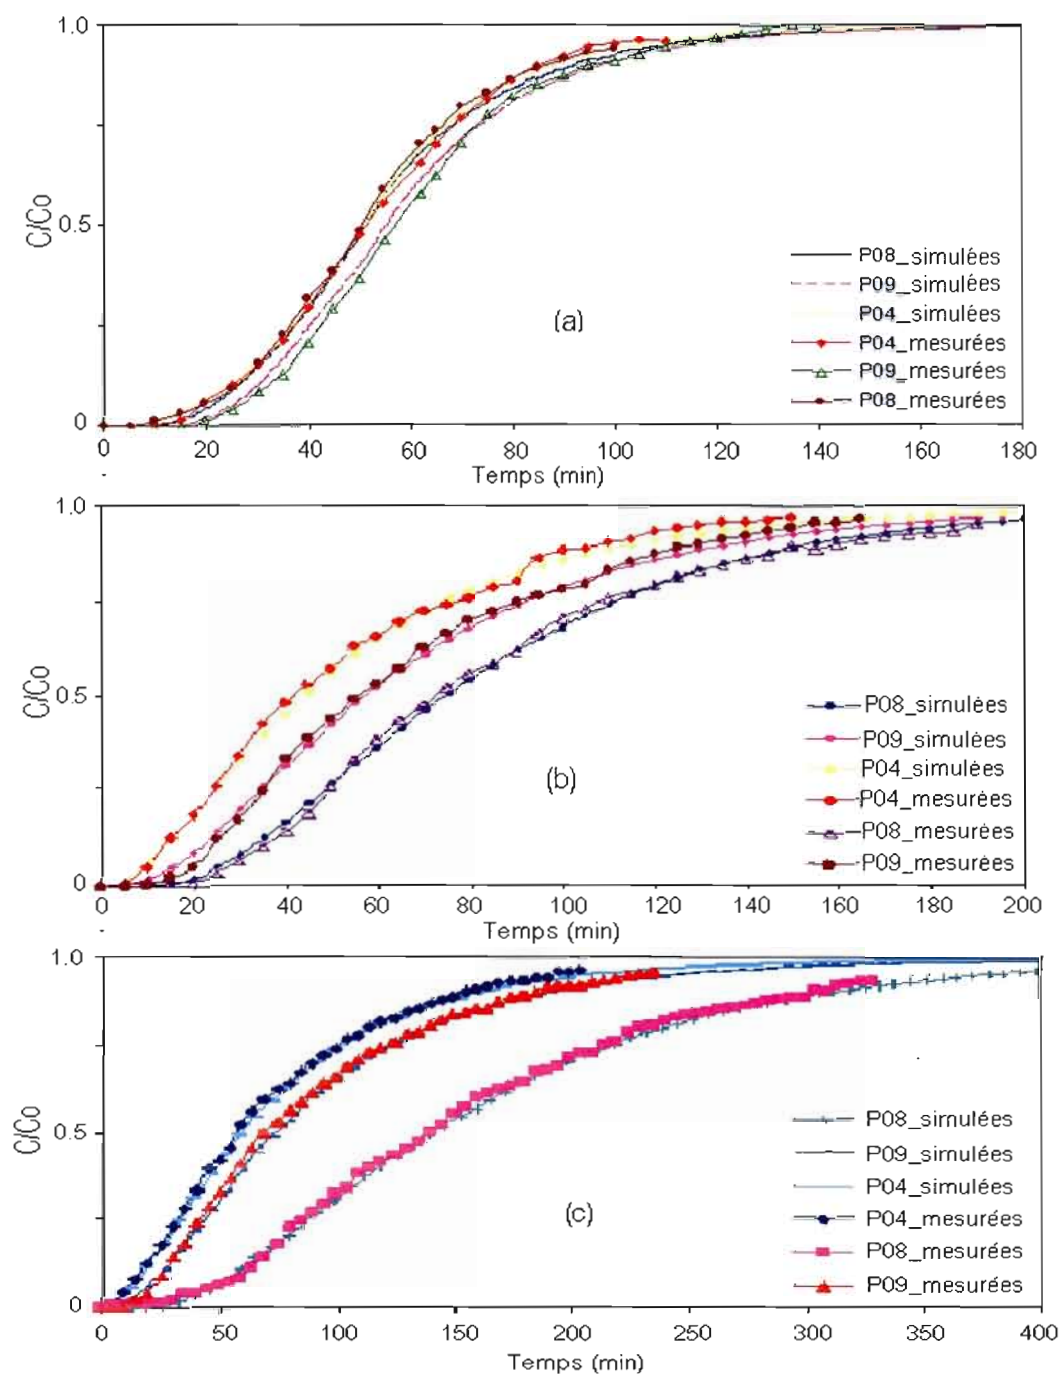 1.0
C/Co
0.5
0
P08_simulées
P09_simulées
P04_simulées
P04_mesurées
P09_mesurées
P08_mesurées
(a)
0 20 40 60 80 100 120 140 160 180
Temps (min)
1.0
C/Co
0.5
0
P08_simulées
P09_simulées
P04_simulées
P04_mesurées
P08_mesurées
P09_mesurées
(b)
0 20 40 60 80 100 120 140 160 180 200
Temps (min)
1.0
C/Co
0.5
0
P08_simulées
P09_simulées
P04_simulées
P04_mesurées
P08_mesurées
P09_mesurées
(c)
0 50 100 150 200 250 300 350 400
Temps (min)